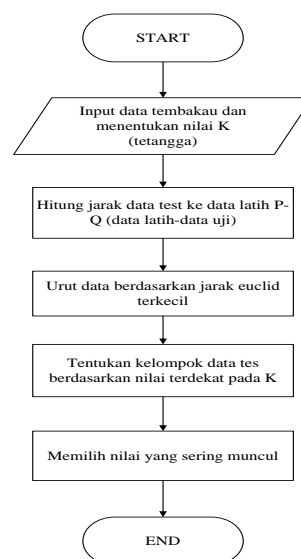 START
Input data tembakau dan
menentukan nilai K
(tetangga)
Hitung jarak data test ke data latih P-
Q (data latih-data uji)
Urut data berdasarkan jarak euclid
terkecil
Tentukan kelompok data tes
berdasarkan nilai terdekat pada K
Memilih nilai yang sering muncul
END